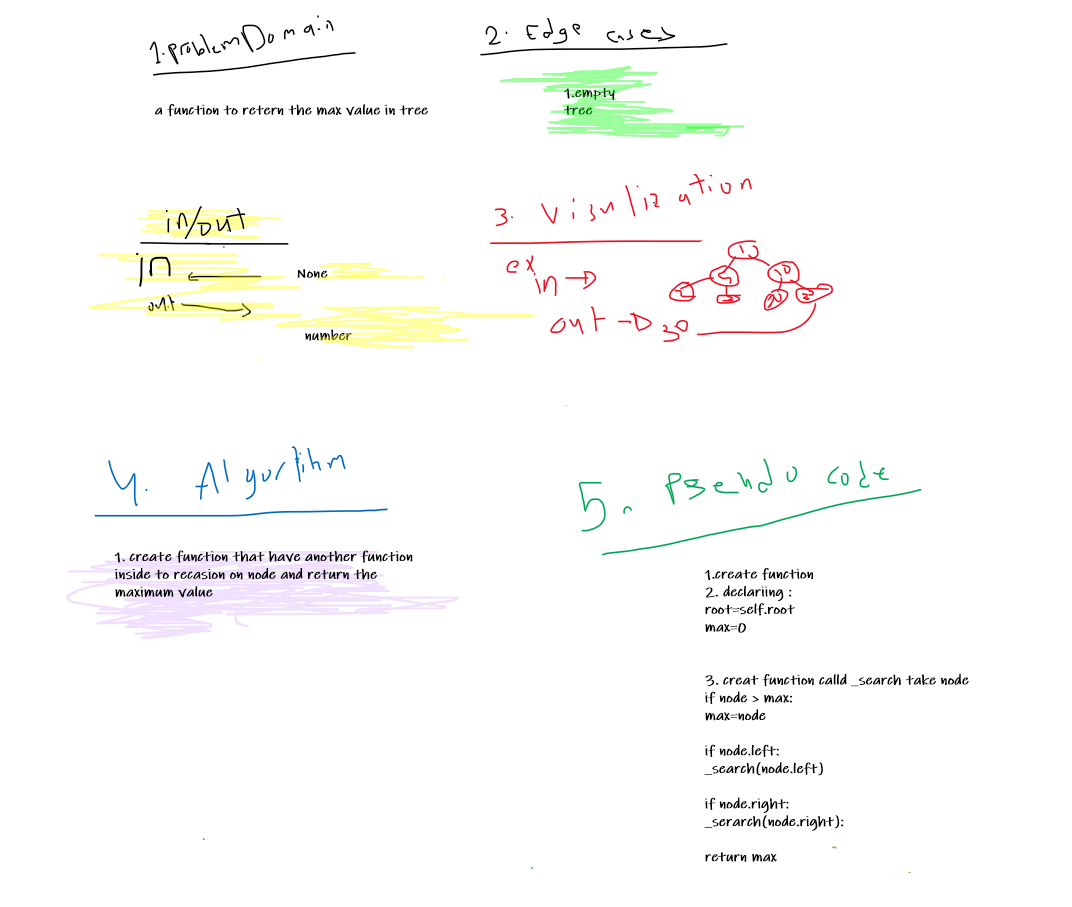 1.problemDomain
a function to retern the max value in tree
2. Edge cases
1.empty
tree
in/out
in
None
out
number
3. Visulization
ex
in
out 30
1
10
4. Algortihm
1. create function that have another function
inside to recasion on node and return the
maximum value
5. Pseudo code
1.create function
2. declariing :
root=self.root
max=0
3. creat function calld _search take node
if node > max:
max=node
if node.left:
_search(node.left)
if node.right:
_serarch(node.right):
return max